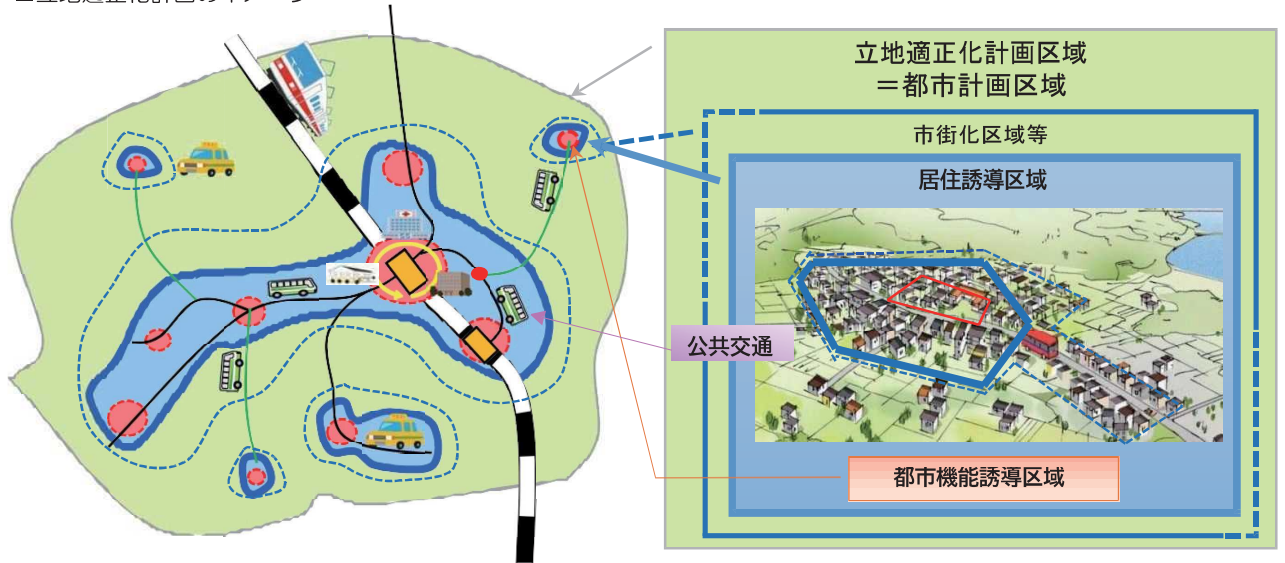 立地適正化計画区域
＝都市計画区域
市街化区域等
居住誘導区域
公共交通
都市機能誘導区域